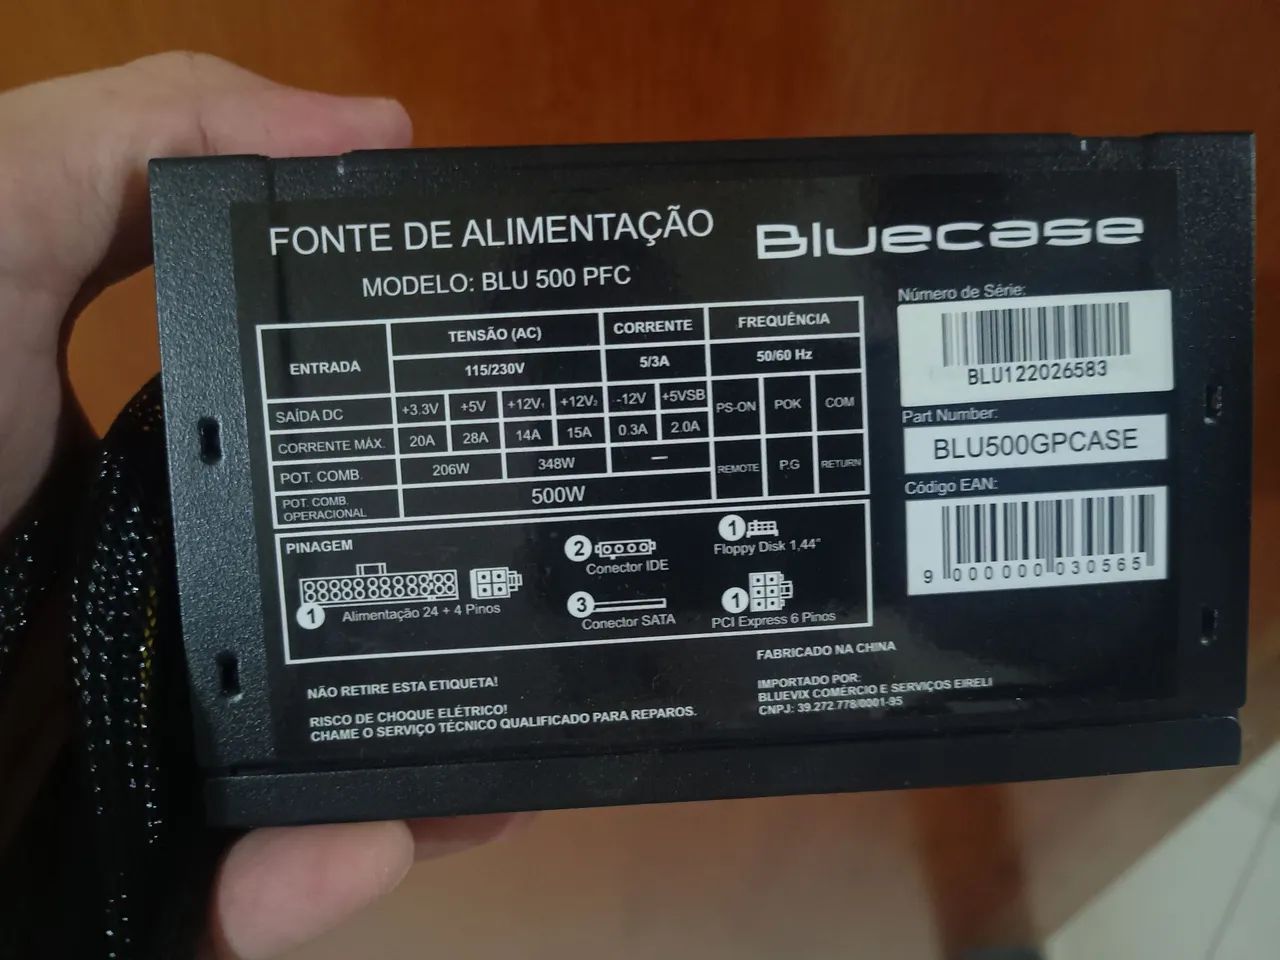 FONTE DE ALIMENTAÇÃO
MODELO: BLU 500 PFC
Bluecase
ENTRADA
TENSÃO (AC) CORRENTE FREQUÊNCIA
115/230V 5/3A 50/60 Hz
SAÍDA DC +3.3V +5V +12V1 +12V2 -12V +5VSB PS-ON POK COM
CORRENTE MÁX. 20A 28A 14A 15A 0.3A 2.0A
POT. COMB. 206W 348W — REMOTE P.G RETURN
POT. COMB. OPERACIONAL 500W
PINAGEM
1 Alimentação 24 + 4 Pinos
2 Conector IDE
3 Conector SATA
1 Floppy Disk 1,44"
1 PCI Express 6 Pinos
Número de Série:
BLU122026583
Part Number:
BLU500GPCASE
Código EAN:
9 000000 030565
NÃO RETIRE ESTA ETIQUETA!
RISCO DE CHOQUE ELÉTRICO!
CHAME O SERVIÇO TÉCNICO QUALIFICADO PARA REPAROS.
FABRICADO NA CHINA
IMPORTADO POR:
BLUEVIX COMÉRCIO E SERVIÇOS EIRELI
CNPJ: 39.272.778/0001-95